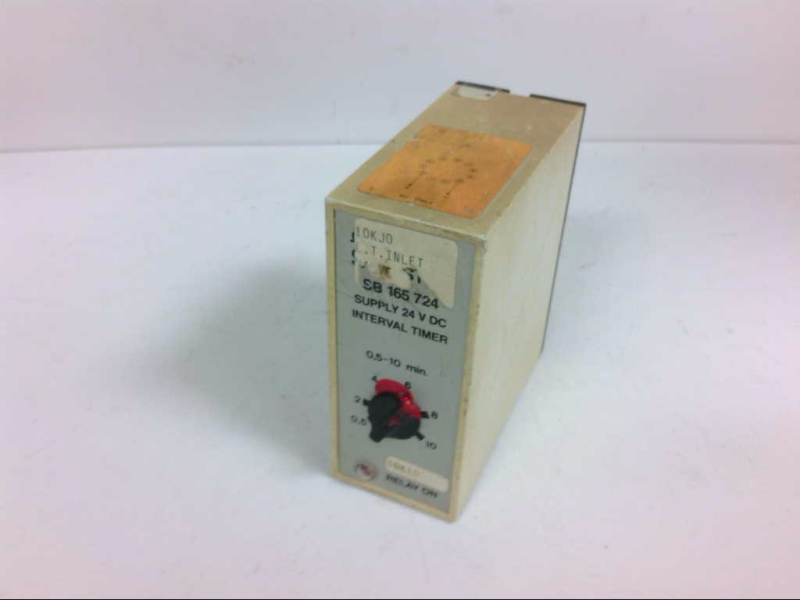 10KJO
.T.INLET
SB 165 724
SUPPLY 24 V DC
INTERVAL TIMER
0,5-10 min.
4 6
2 8
0,5 10
RELAY ON